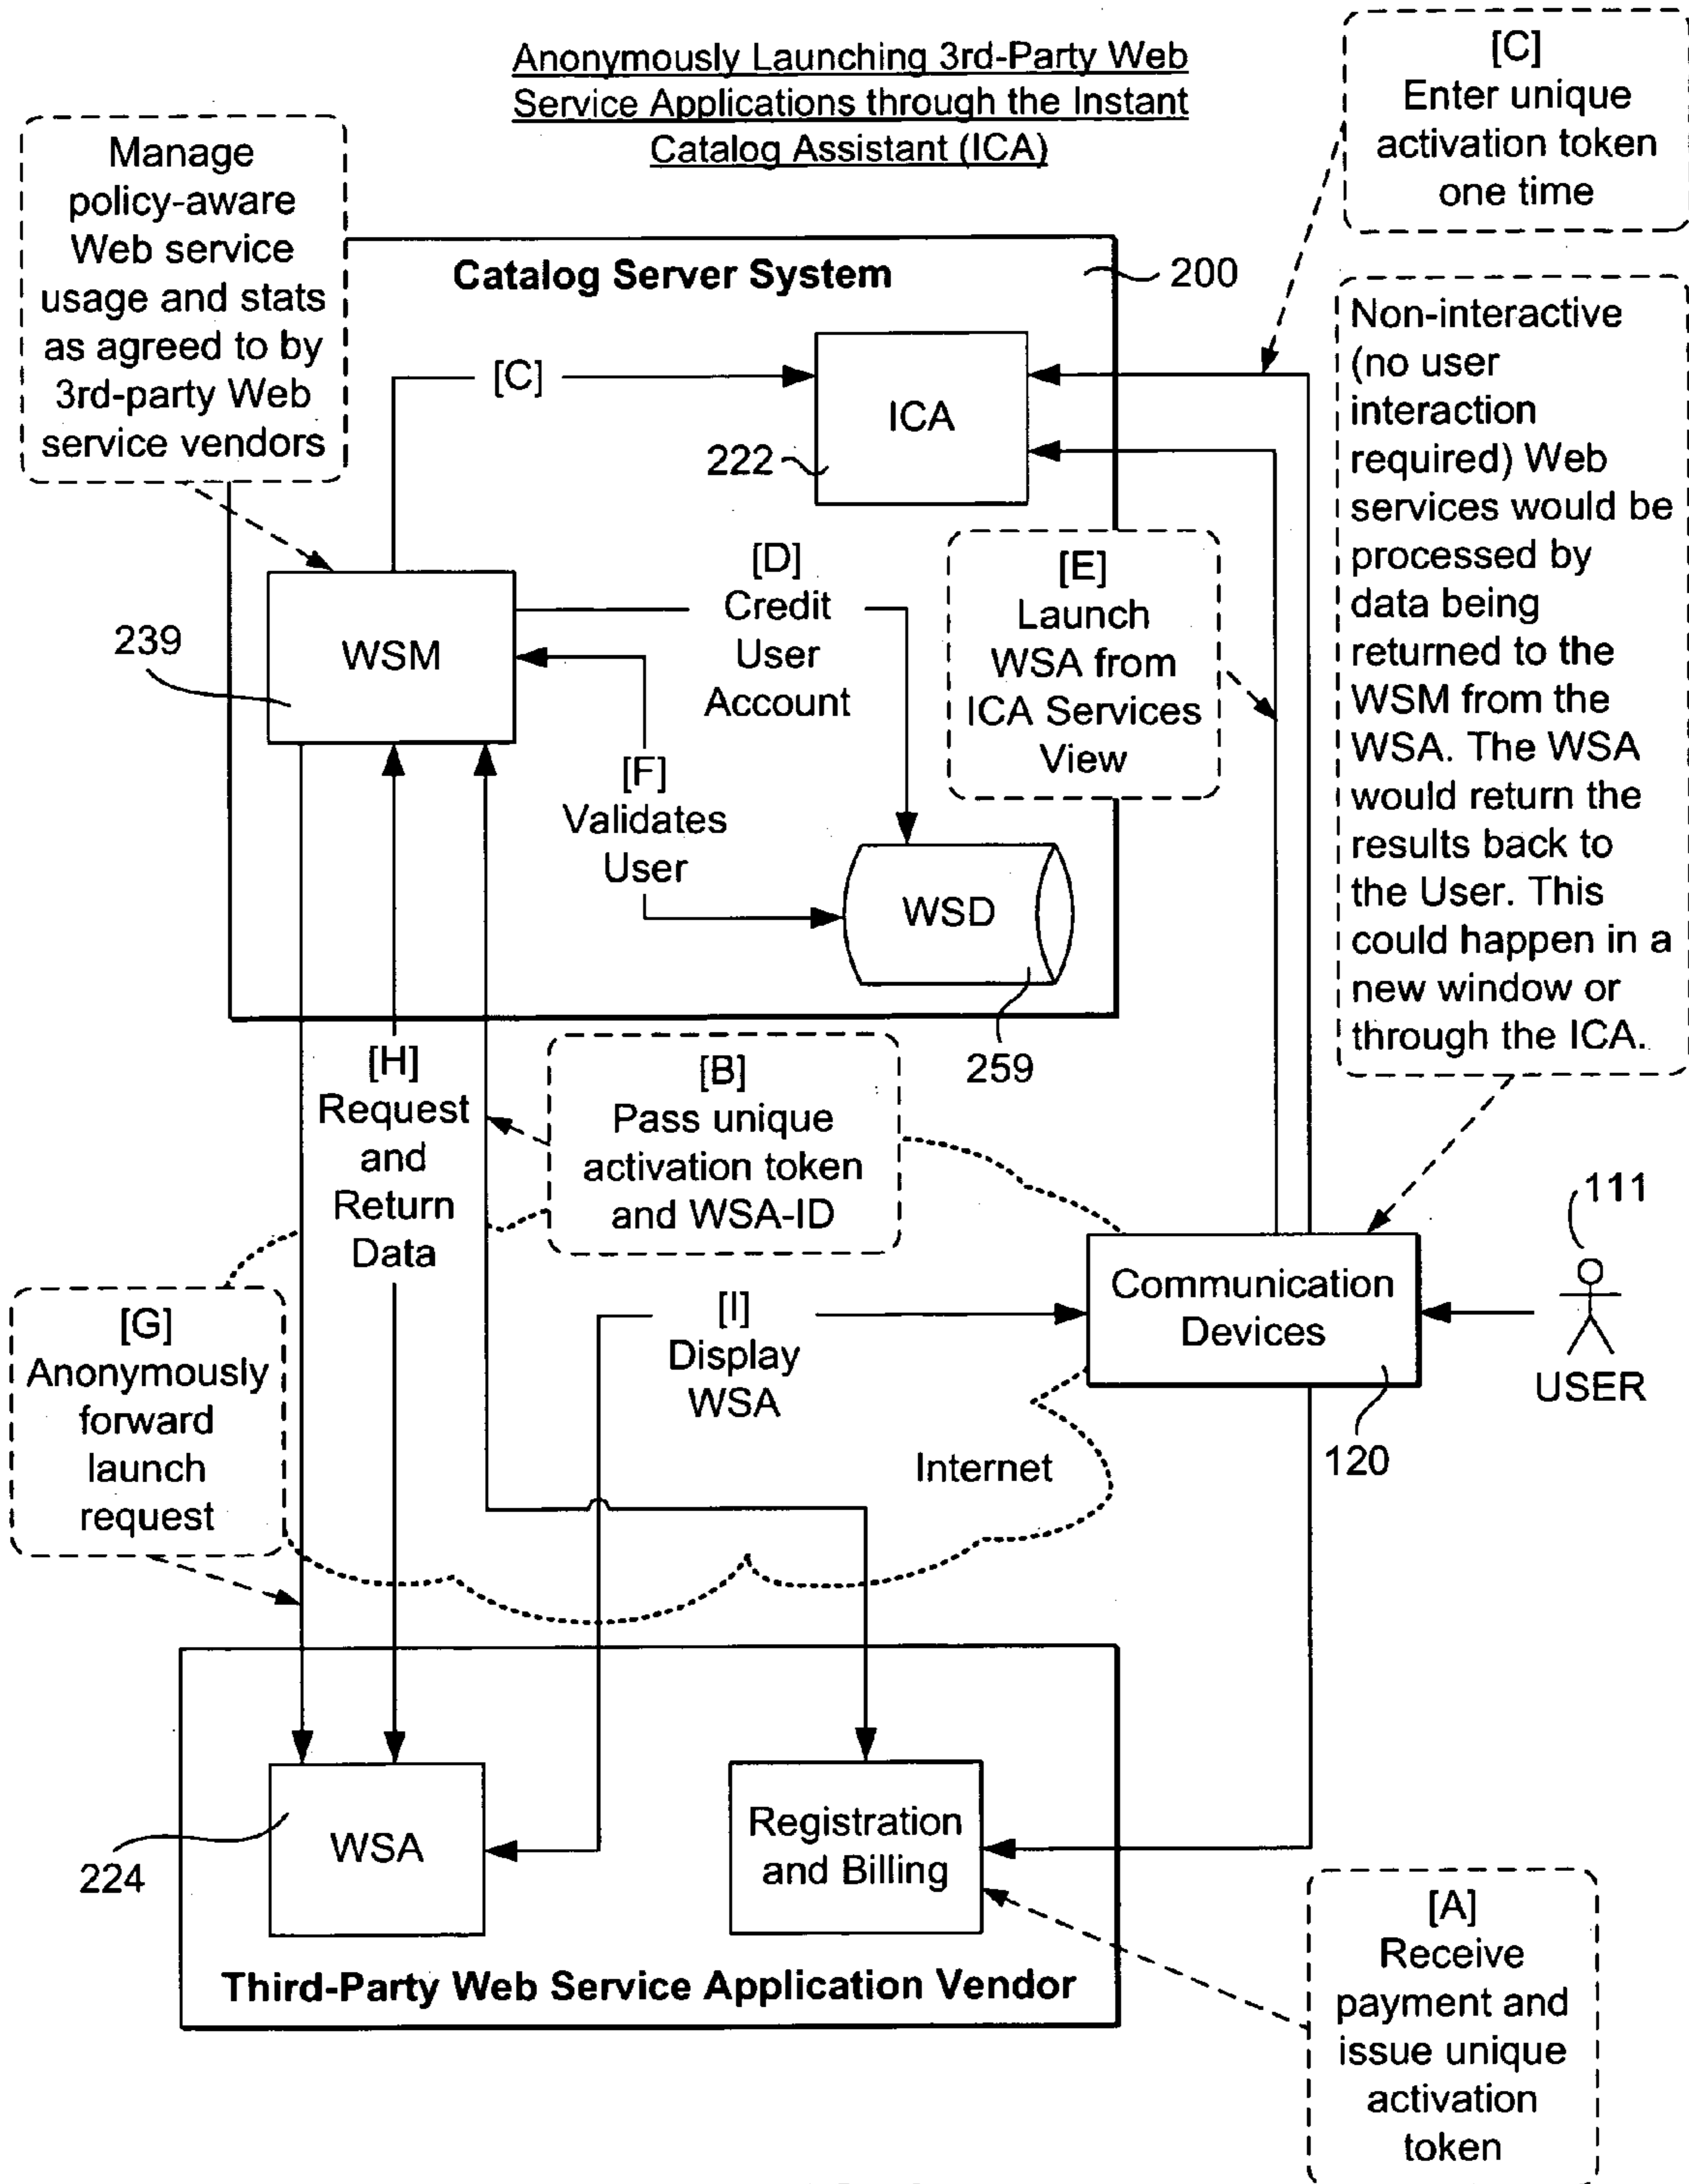 Anonymously Launching 3rd-Party Web
Service Applications through the Instant
Catalog Assistant (ICA)
[C]
Enter unique
activation token
one time
Manage
policy-aware
Web service
usage and stats
as agreed to by
3rd-party Web
service vendors
Catalog Server System
200
[C]
ICA
222
Non-interactive
(no user
interaction
required) Web
services would be
processed by
data being
returned to the
WSM from the
WSA. The WSA
would return the
results back to
the User. This
could happen in a
new window or
through the ICA.
[D]
Credit
User
Account
[E]
Launch
WSA from
ICA Services
View
239
WSM
[F]
Validates
User
WSD
259
[H]
Request
and
Return
Data
[B]
Pass unique
activation token
and WSA-ID
111
USER
Communication
Devices
120
[G]
Anonymously
forward
launch
request
[I]
Display
WSA
Internet
WSA
224
Registration
and Billing
Third-Party Web Service Application Vendor
[A]
Receive
payment and
issue unique
activation
token